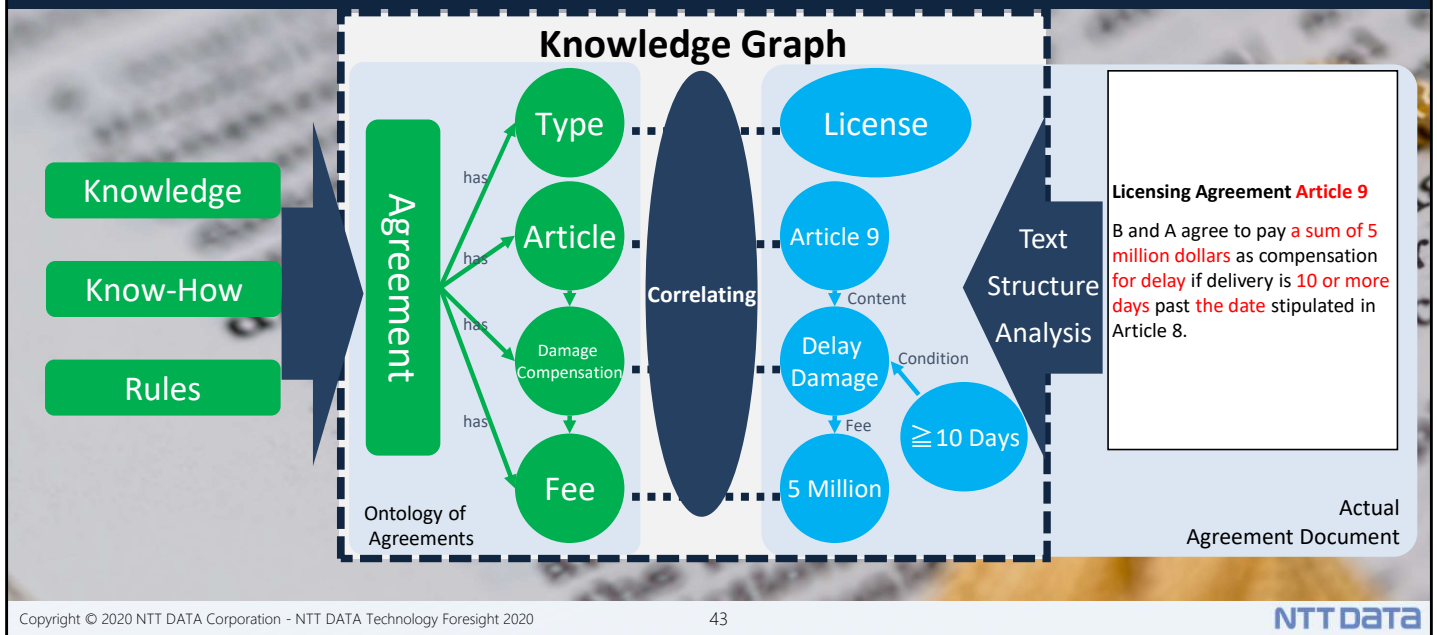 Knowledge Graph
Knowledge
Know-How
Rules
Agreement
has
has
has
has
Type
Article
Damage
Compensation
Fee
Ontology of
Agreements
Correlating
License
Article 9
Content
Delay
Damage
Condition
≧10 Days
Fee
5 Million
Text
Structure
Analysis
Licensing Agreement Article 9
B and A agree to pay a sum of 5
million dollars as compensation
for delay if delivery is 10 or more
days past the date stipulated in
Article 8.
Actual
Agreement Document
Copyright © 2020 NTT DATA Corporation - NTT DATA Technology Foresight 2020
43
NTT DATA